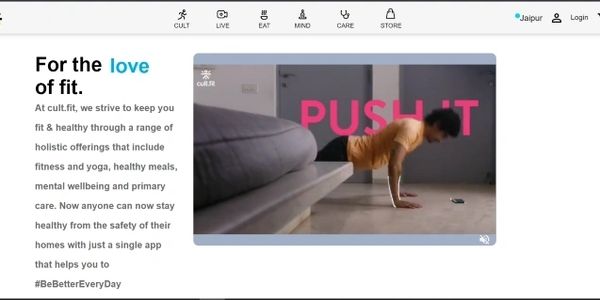 CULT LIVE EAT MIND CARE STORE Jaipur Login
For the love
of fit.
At cult.fit, we strive to keep you
fit & healthy through a range of
holistic offerings that include
fitness and yoga, healthy meals,
mental wellbeing and primary
care. Now anyone can now stay
healthy from the safety of their
homes with just a single app
that helps you to
#BeBetterEveryDay
cult.fit
PUSH IT